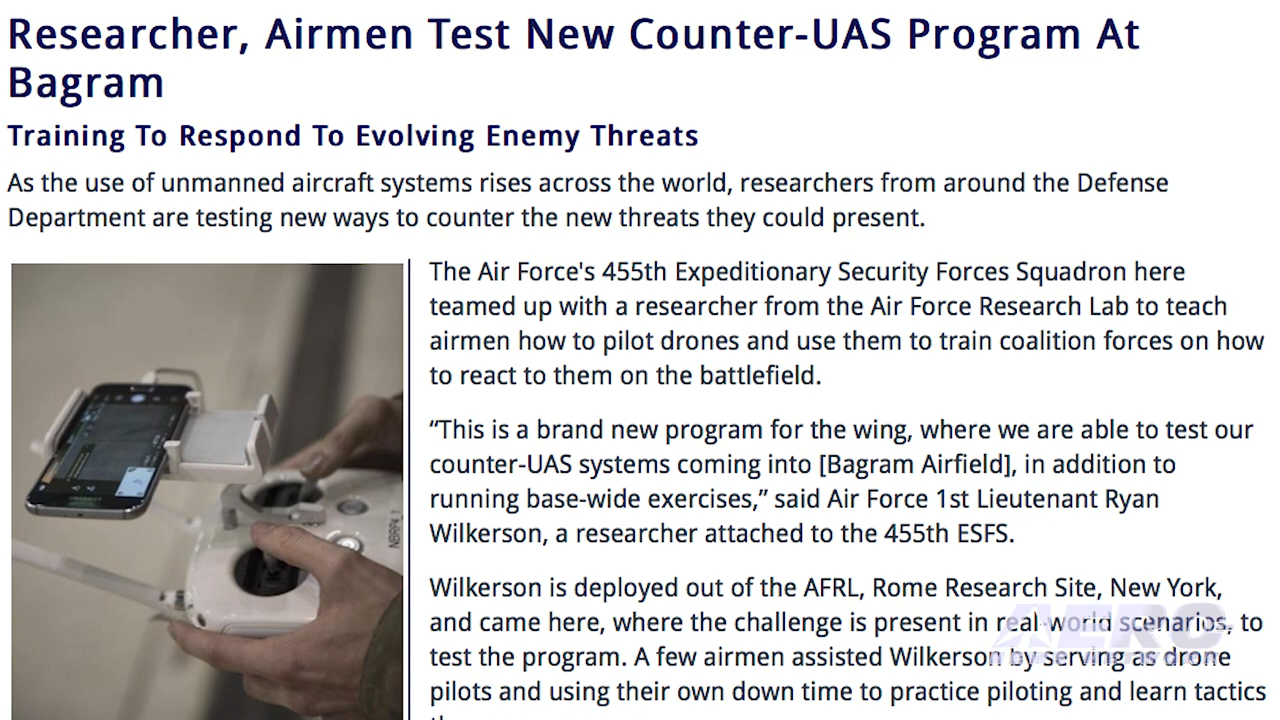 Researcher, Airmen Test New Counter-UAS Program At
Bagram
Training To Respond To Evolving Enemy Threats
As the use of unmanned aircraft systems rises across the world, researchers from around the Defense
Department are testing new ways to counter the new threats they could present.
The Air Force's 455th Expeditionary Security Forces Squadron here
teamed up with a researcher from the Air Force Research Lab to teach
airmen how to pilot drones and use them to train coalition forces on how
to react to them on the battlefield.
“This is a brand new program for the wing, where we are able to test our
counter-UAS systems coming into [Bagram Airfield], in addition to
running base-wide exercises,” said Air Force 1st Lieutenant Ryan
Wilkerson, a researcher attached to the 455th ESFS.
Wilkerson is deployed out of the AFRL, Rome Research Site, New York,
and came here, where the challenge is present in real-world scenarios, to
test the program. A few airmen assisted Wilkerson by serving as drone
pilots and using their own down time to practice piloting and learn tactics
AERO
NEWS NETWORK